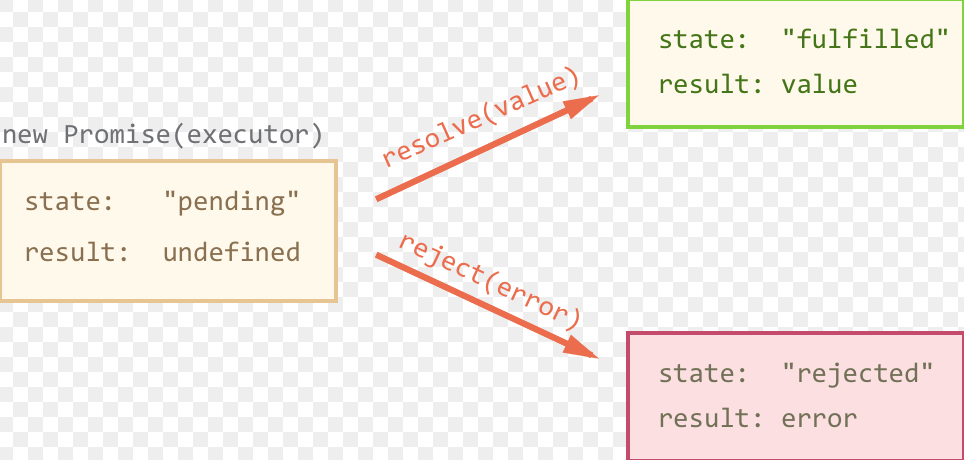 new Promise(executor)
state: "pending"
result: undefined
resolve(value)
reject(error)
state: "fulfilled"
result: value
state: "rejected"
result: error